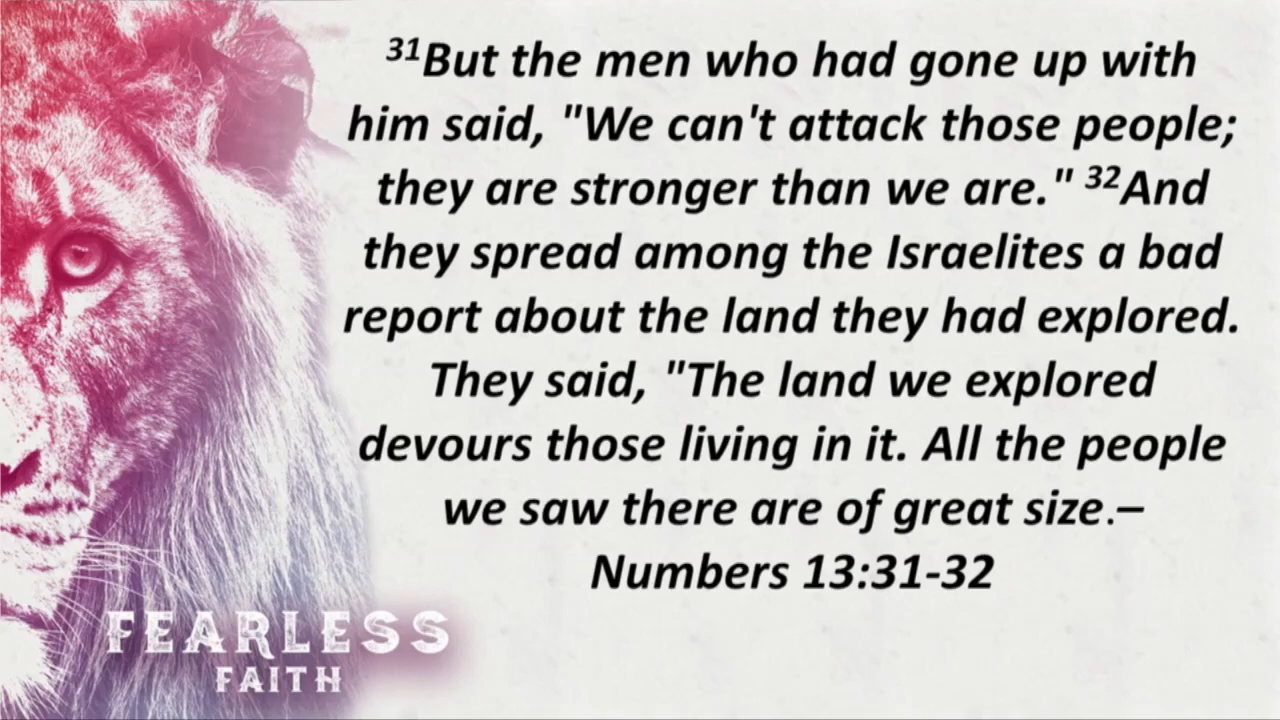 ³¹But the men who had gone up with
him said, "We can't attack those people;
they are stronger than we are." ³²And
they spread among the Israelites a bad
report about the land they had explored.
They said, "The land we explored
devours those living in it. All the people
we saw there are of great size.–
Numbers 13:31-32
FEARLESS
FAITH